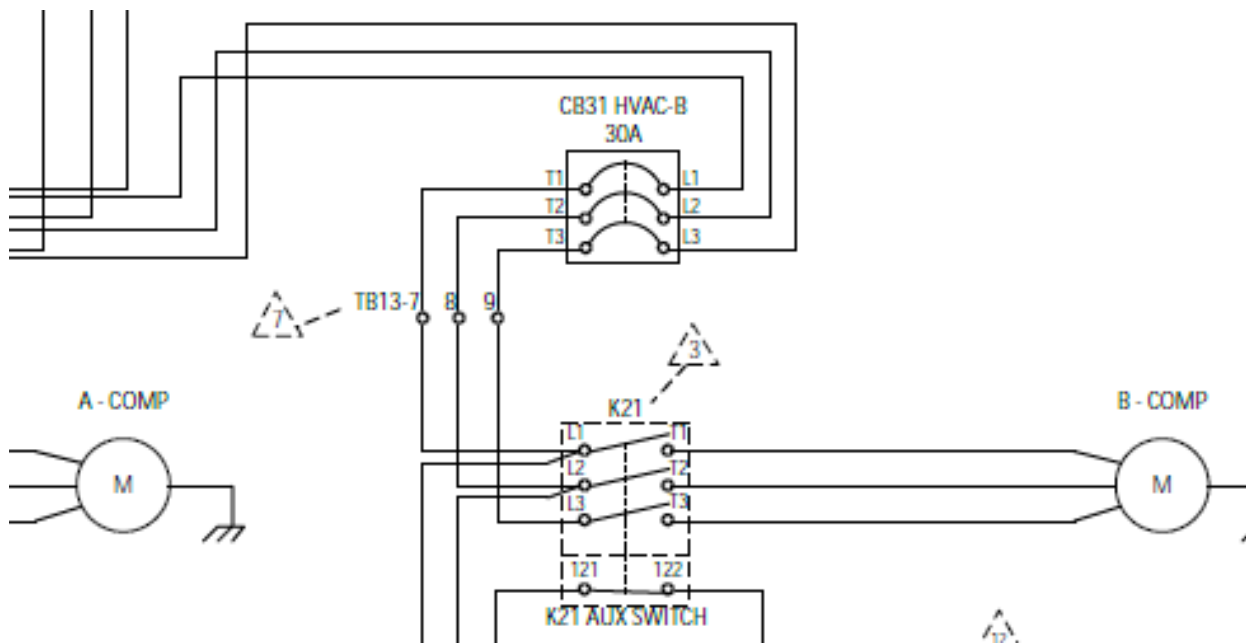 CB31 HVAC-B
30A
T1 L1
T2 L2
T3 L3
TB13-7 8 9
7
3
A - COMP
K21
B - COMP
L1 T1
L2 T2
L3 T3
M
M
121 122
K21 AUX SWITCH
12